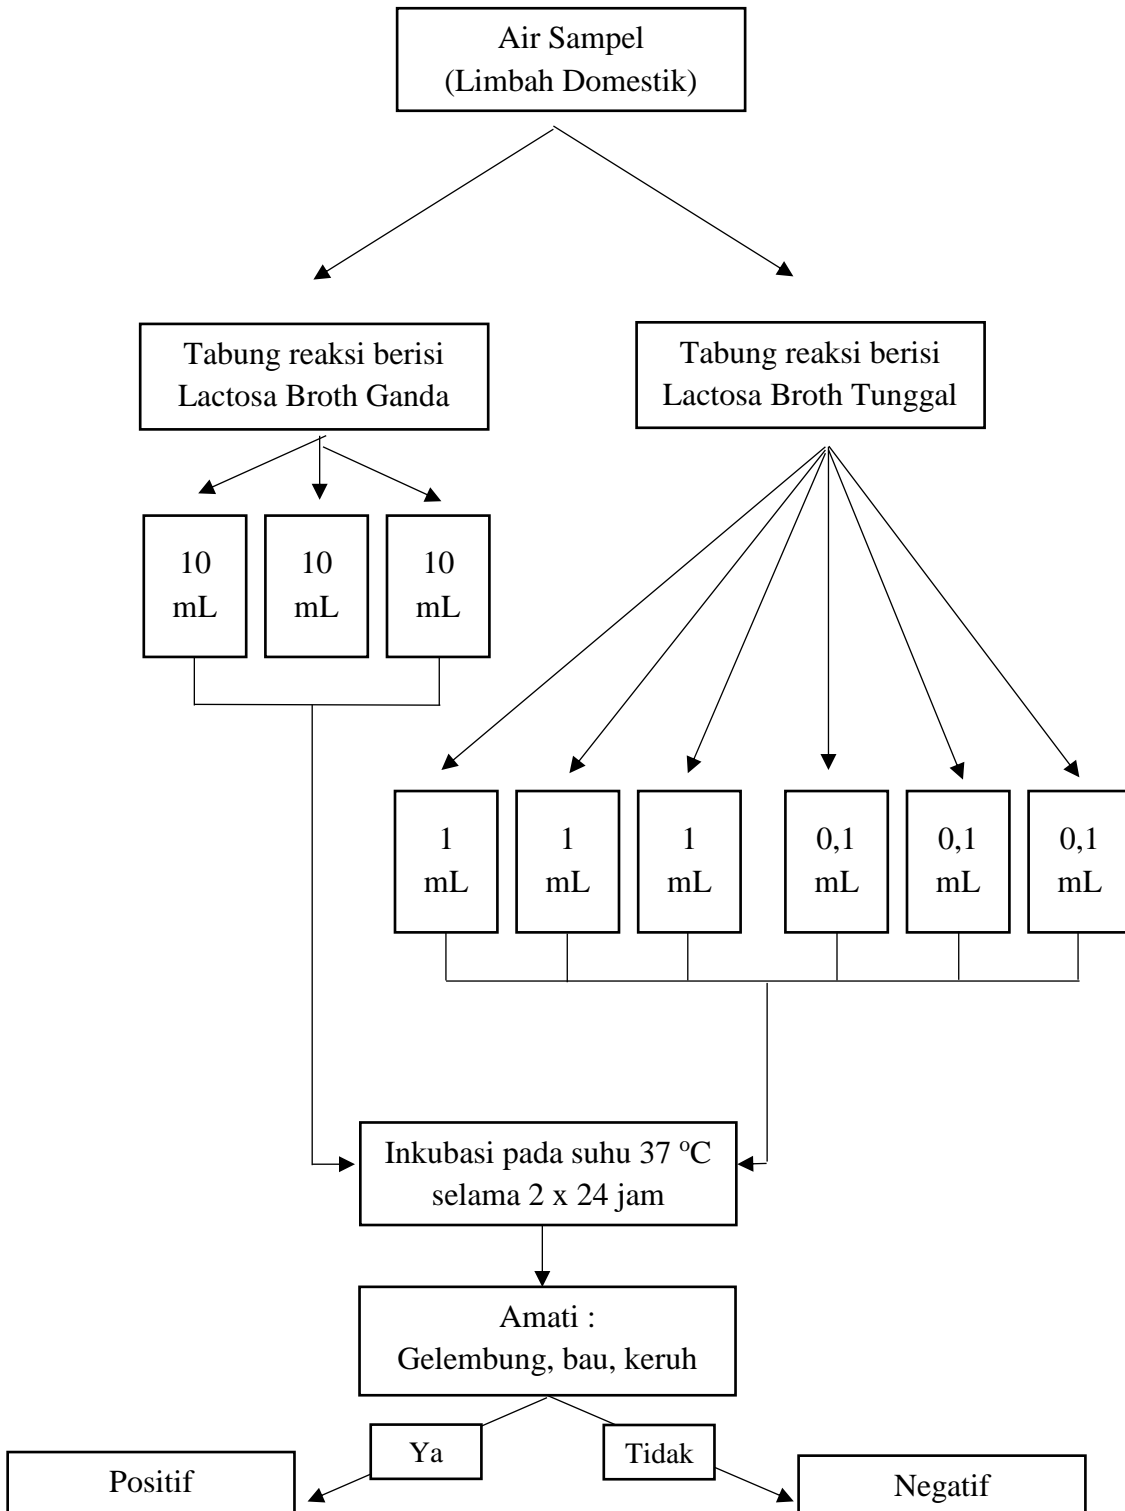 Air Sampel
(Limbah Domestik)
Tabung reaksi berisi
Lactosa Broth Ganda
Tabung reaksi berisi
Lactosa Broth Tunggal
10
mL
10
mL
10
mL
1
mL
1
mL
1
mL
0,1
mL
0,1
mL
0,1
mL
Inkubasi pada suhu 37 °C
selama 2 x 24 jam
Amati :
Gelembung, bau, keruh
Ya
Tidak
Positif
Negatif